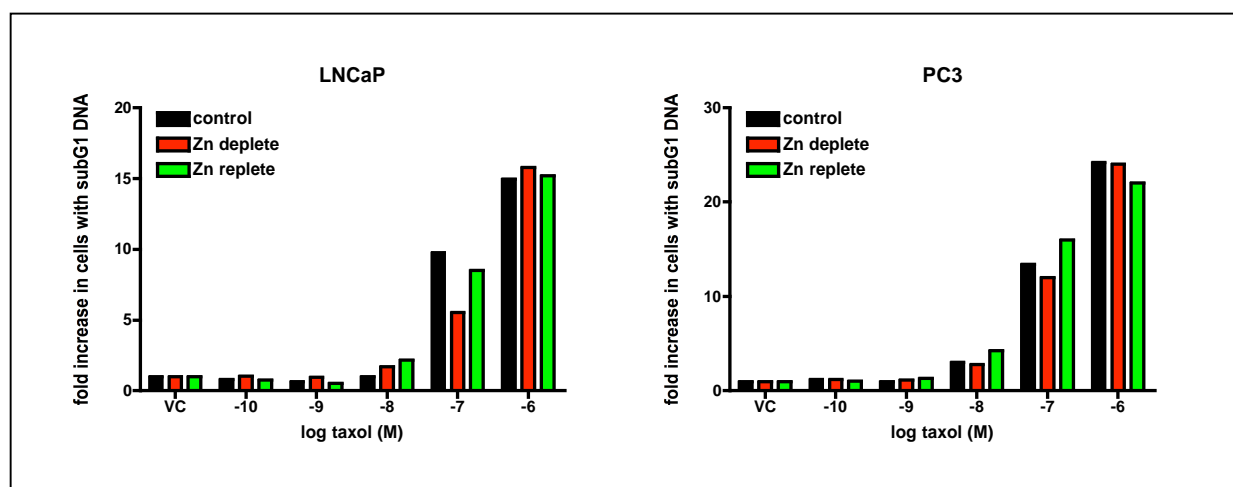 LNCaP
fold increase in cells with subG1 DNA
20
15
10
5
0
control
Zn deplete
Zn replete
VC -10 -9 -8 -7 -6
log taxol (M)
PC3
fold increase in cells with subG1 DNA
30
20
10
0
control
Zn deplete
Zn replete
VC -10 -9 -8 -7 -6
log taxol (M)